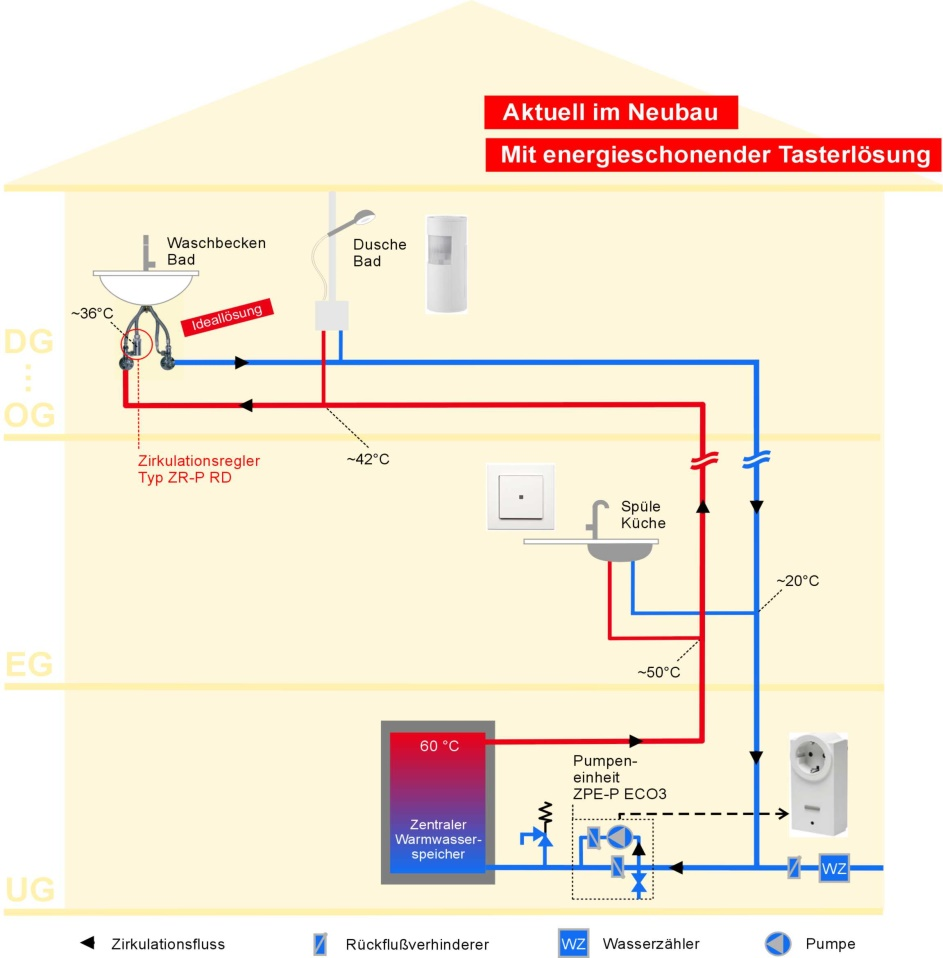 Aktuell im Neubau
Mit energieschonender Tasterlösung
Waschbecken
Bad
Dusche
Bad
~36°C
Ideallösung
DG
OG
Zirkulationsregler
Typ ZR-P RD
~42°C
Spüle
Küche
~20°C
EG
~50°C
60 °C
Zentraler
Warmwasser-
speicher
Pumpen-
einheit
ZPE-P ECO3
WZ
UG
Zirkulationsfluss
Rückflußverhinderer
WZ
Wasserzähler
Pumpe